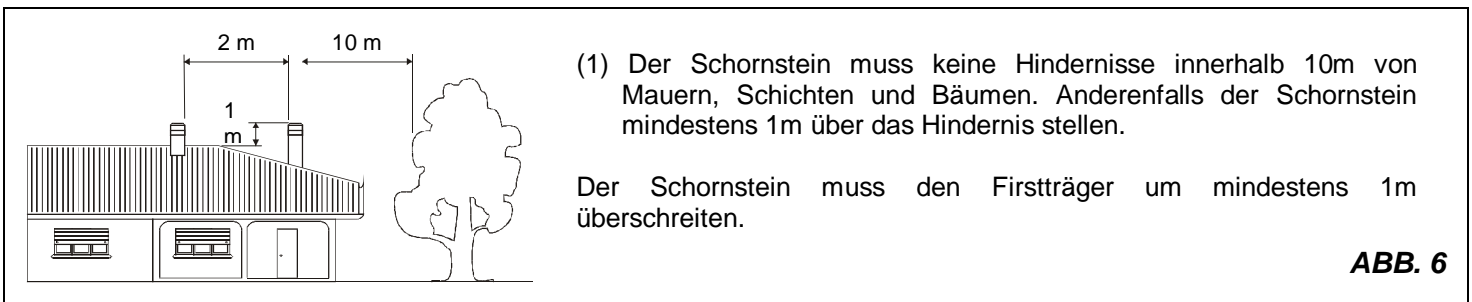 2 m 10 m
1
m
(1) Der Schornstein muss keine Hindernisse innerhalb 10m von
Mauern, Schichten und Bäumen. Anderenfalls der Schornstein
mindestens 1m über das Hindernis stellen.
Der Schornstein muss den Firstträger um mindestens 1m
überschreiten.
ABB. 6